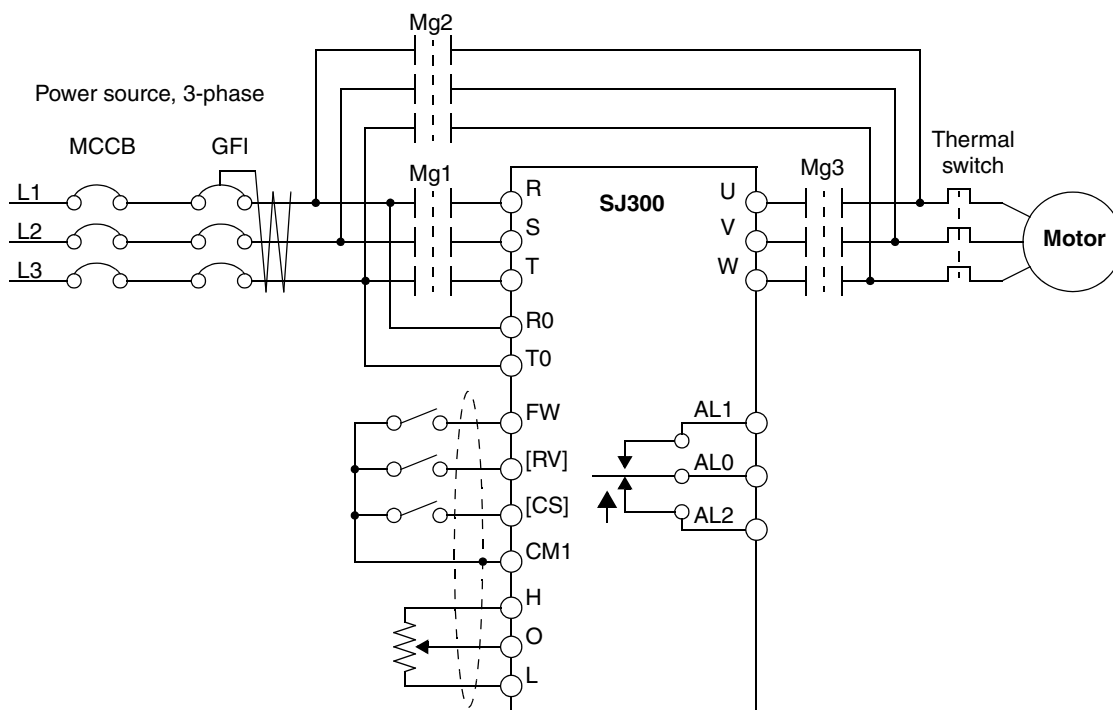 Mg2
Power source, 3-phase
MCCB
GFI
Mg1
Mg3
Thermal
switch
L1
L2
L3
R
S
T
R0
T0
SJ300
U
V
W
Motor
FW
[RV]
[CS]
CM1
H
O
L
AL1
AL0
AL2